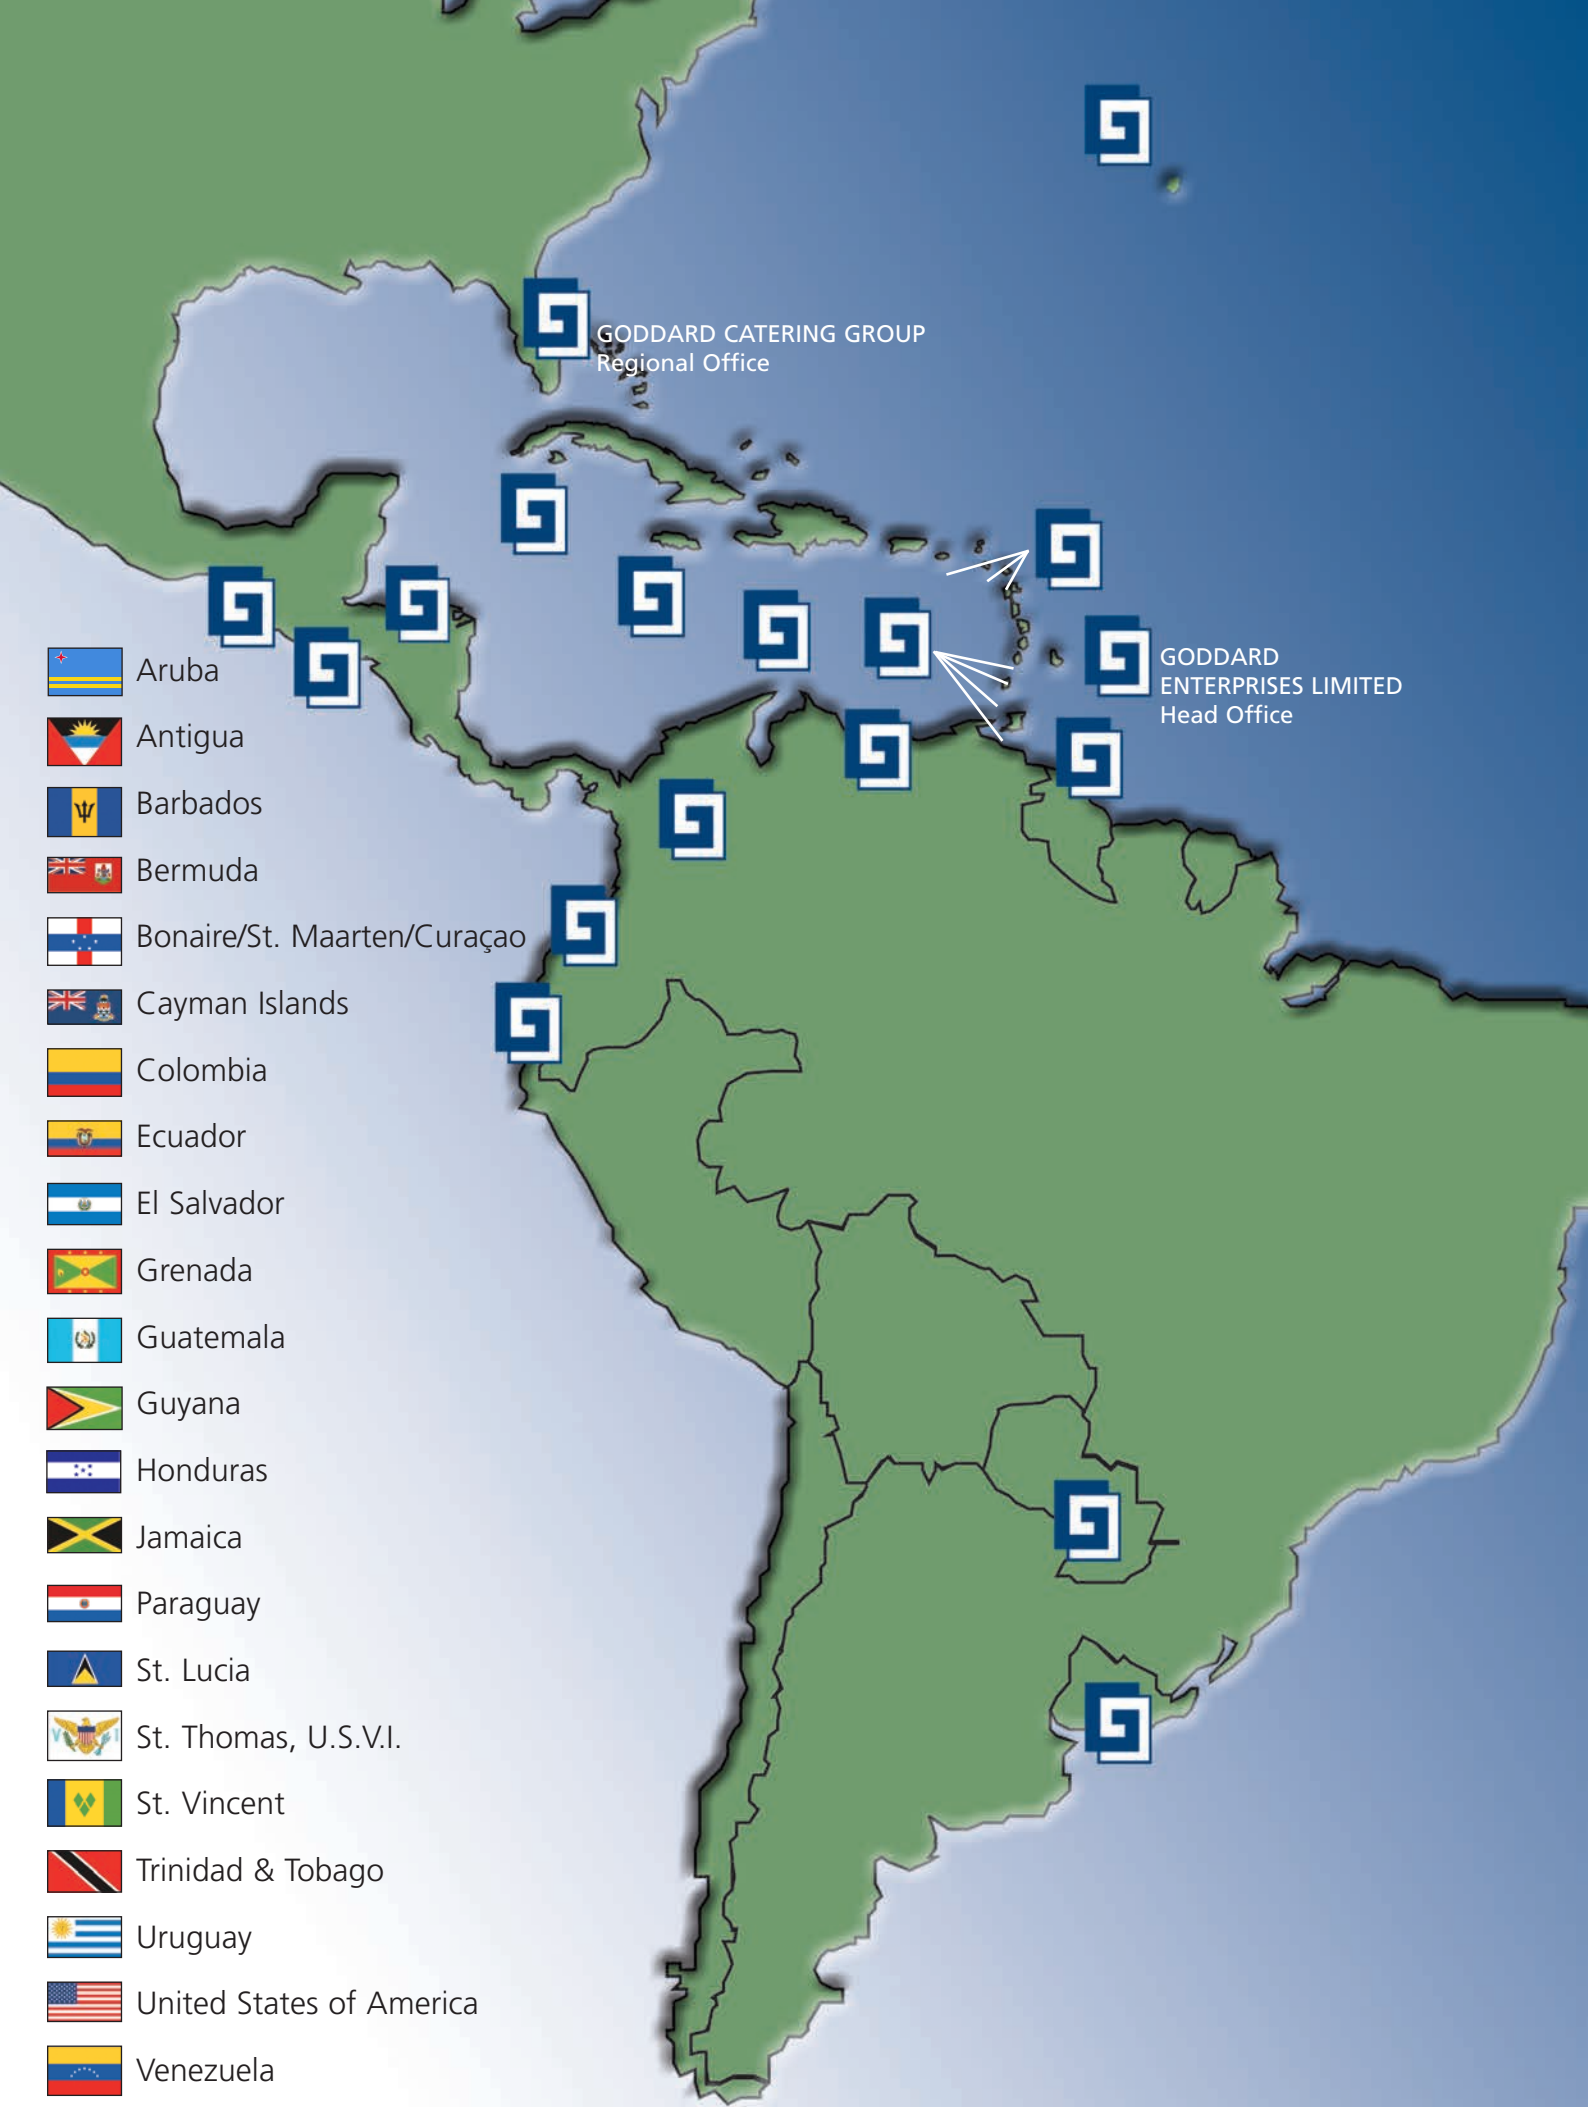 GODDARD CATERING GROUP
Regional Office
GODDARD
ENTERPRISES LIMITED
Head Office
Aruba
Antigua
Barbados
Bermuda
Bonaire/St. Maarten/Curaçao
Cayman Islands
Colombia
Ecuador
El Salvador
Grenada
Guatemala
Guyana
Honduras
Jamaica
Paraguay
St. Lucia
St. Thomas, U.S.V.I.
St. Vincent
Trinidad & Tobago
Uruguay
United States of America
Venezuela